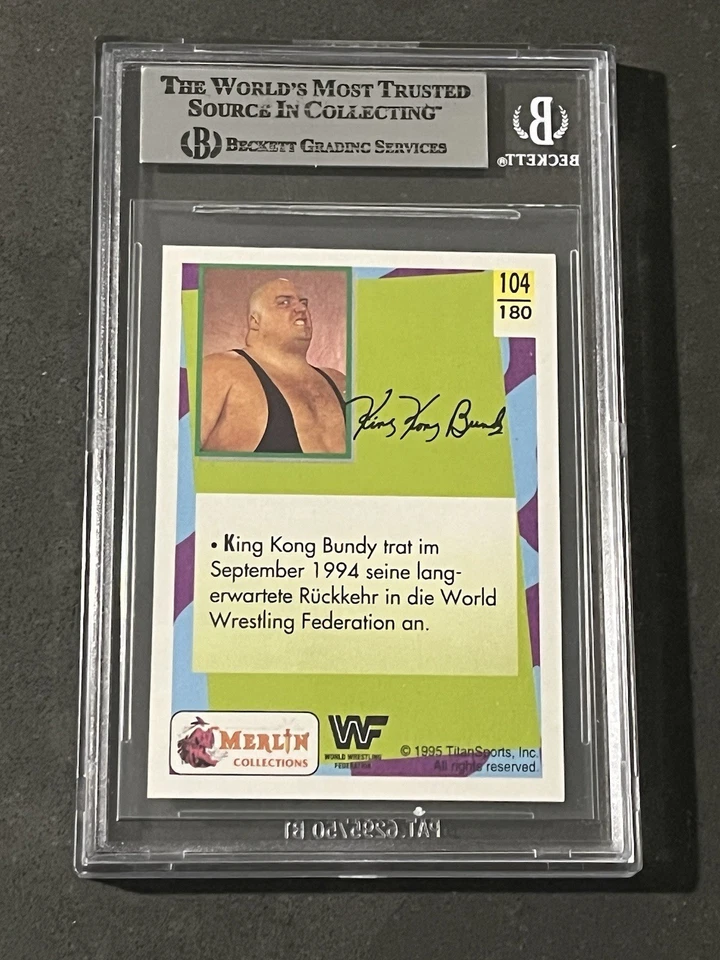 THE WORLD'S MOST TRUSTED
SOURCE IN COLLECTING™
B BECKETT GRADING SERVICES
B
BECKETT®
104
180
King Kong Bundy
• King Kong Bundy trat im
September 1994 seine lang-
erwartete Rückkehr in die World
Wrestling Federation an.
MERLIN
COLLECTIONS
WF
WORLD WRESTLING
FEDERATION
© 1995 TitanSports, Inc.
All rights reserved.